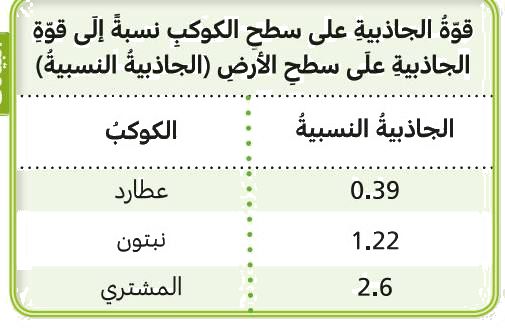 قوّةُ الجاذبيةِ على سطحِ الكوكبِ نسبةً إلَى قوّةِ
الجاذبيةِ علَى سطحِ الأرضِ (الجاذبيةُ النسبيةُ)
الجاذبيةُ النسبيةُ الكوكبُ
0.39 عطارد
1.22 نبتون
2.6 المشتري